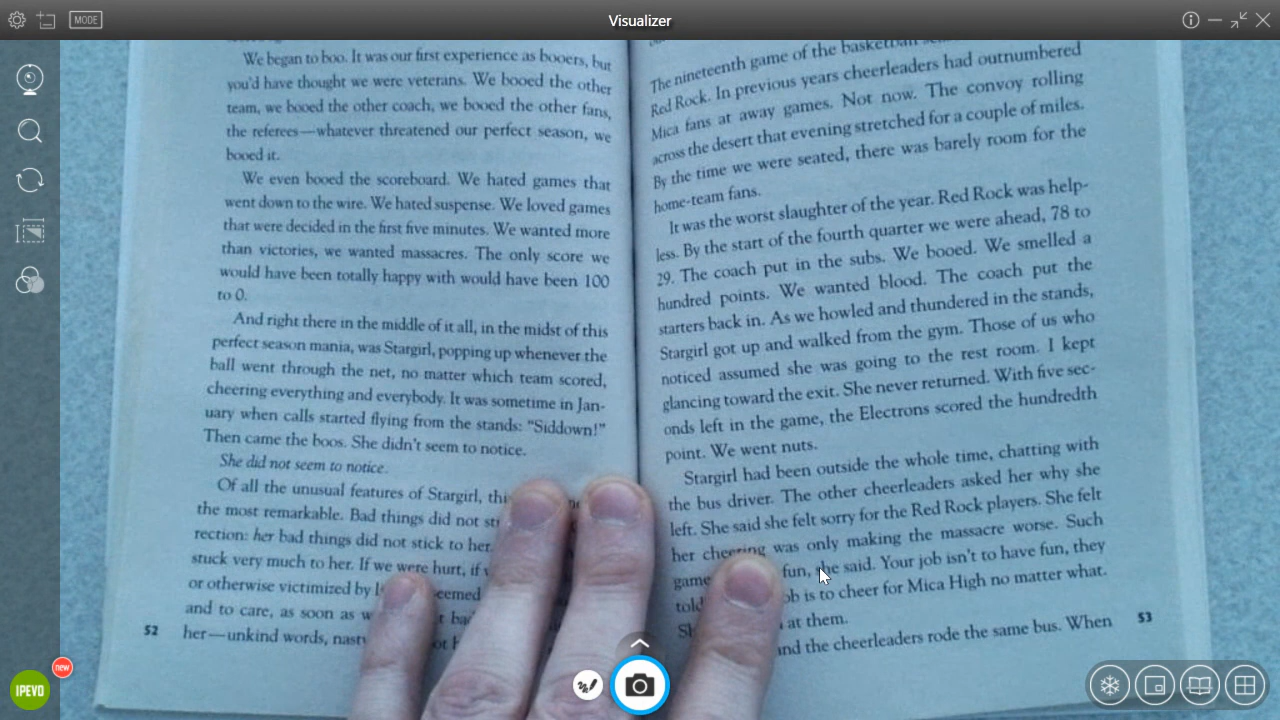 MODE
Visualizer
We began to boo. It was our first experience as booers, but
you'd have thought we were veterans. We booed the other
team, we booed the other coach, we booed the other fans,
the referees—whatever threatened our perfect season, we
booed it.
We even booed the scoreboard. We hated games that
went down to the wire. We hated suspense. We loved games
that were decided in the first five minutes. We wanted more
than victories, we wanted massacres. The only score we
would have been totally happy with would have been 100
to 0.
And right there in the middle of it all, in the midst of this
perfect season mania, was Stargirl, popping up whenever the
ball went through the net, no matter which team scored,
cheering everything and everybody. It was sometime in Jan-
uary when calls started flying from the stands: "Siddown!"
Then came the boos. She didn't seem to notice.
She did not seem to notice.
Of all the unusual features of Stargirl,
the most remarkable. Bad things did not
rection: her bad things did not stick to her.
stuck very much to her. If we were hurt, if
or otherwise victimized by
and to care, as soon as
her—unkind words,
52
The nineteenth game of the basketball
Red Rock. In previous years cheerleaders had outnumbered
Mica fans at away games. Not now. The convoy rolling
across the desert that evening stretched for a couple of miles.
By the time we were seated, there was barely room for the
home-team fans.
It was the worst slaughter of the year. Red Rock was help-
less. By the start of the fourth quarter we were ahead, 78 to
29. The coach put in the subs. We booed. We smelled a
hundred points. We wanted blood. The coach put the
starters back in. As we howled and thundered in the stands,
Stargirl got up and walked from the gym. Those of us who
noticed assumed she was going to the rest room. I kept
glancing toward the exit. She never returned. With five sec-
onds left in the game, the Electrons scored the hundredth
point. We went nuts.
Stargirl had been outside the whole time, chatting with
the bus driver. The other cheerleaders asked her why she
left. She said she felt sorry for the Red Rock players. She felt
her cheering was only making the massacre worse. Such
fun, she said. Your job isn't to have fun, they
told is to cheer for Mica High no matter what.
at them.
and the cheerleaders rode the same bus. When
53
new
IPEVO